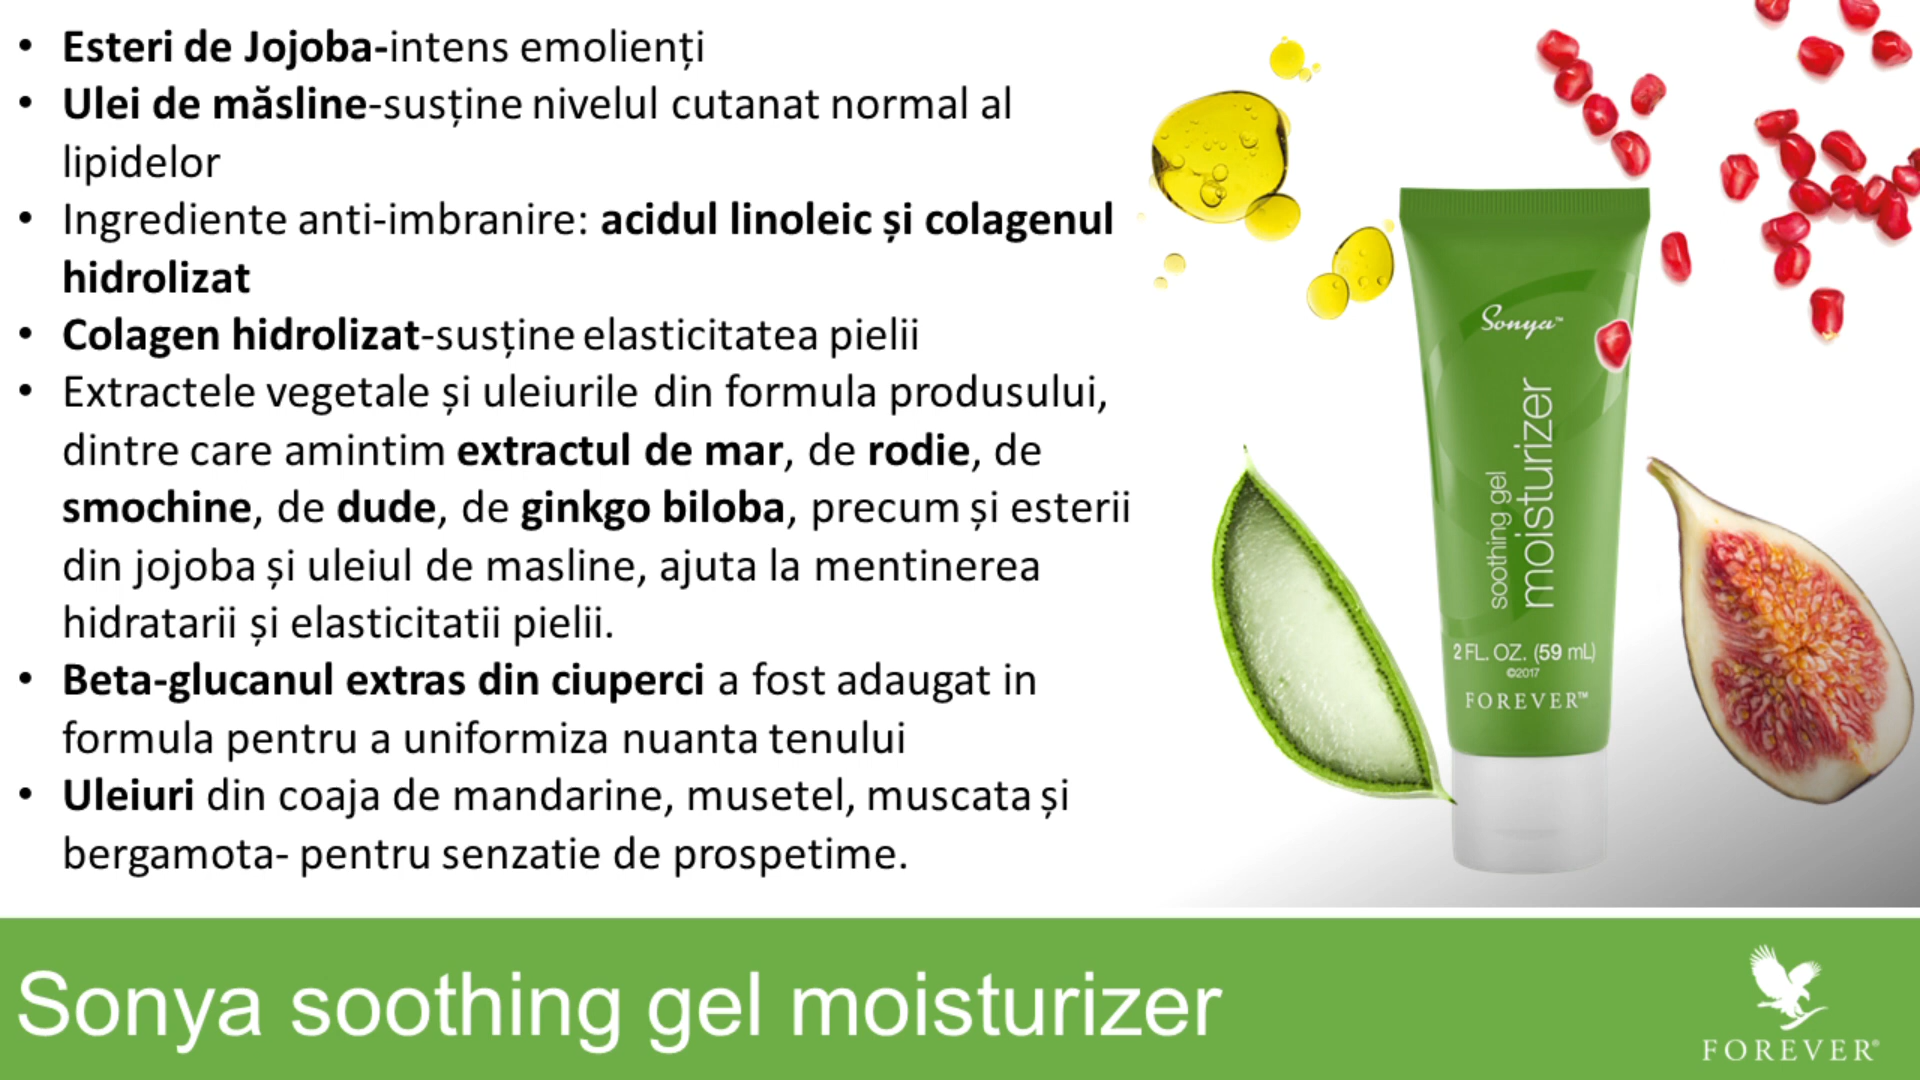 • Esteri de Jojoba-intens emolienți
• Ulei de măsline-susține nivelul cutanat normal al
lipidelor
• Ingrediente anti-imbranire: acidul linoleic și colagenul
hidrolizat
• Colagen hidrolizat-susține elasticitatea pielii
• Extractele vegetale și uleiurile din formula produsului,
dintre care amintim extractul de mar, de rodie, de
smochine, de dude, de ginkgo biloba, precum și esterii
din jojoba și uleiul de masline, ajuta la mentinerea
hidratarii și elasticitatii pielii.
• Beta-glucanul extras din ciuperci a fost adaugat in
formula pentru a uniformiza nuanta tenului
• Uleiuri din coaja de mandarine, musetel, muscata și
bergamota- pentru senzatie de prospetime.
Sonya™
soothing gel
moisturizer
2 FL. OZ. (59 mL)
©2017
FOREVER™
Sonya soothing gel moisturizer
FOREVER®